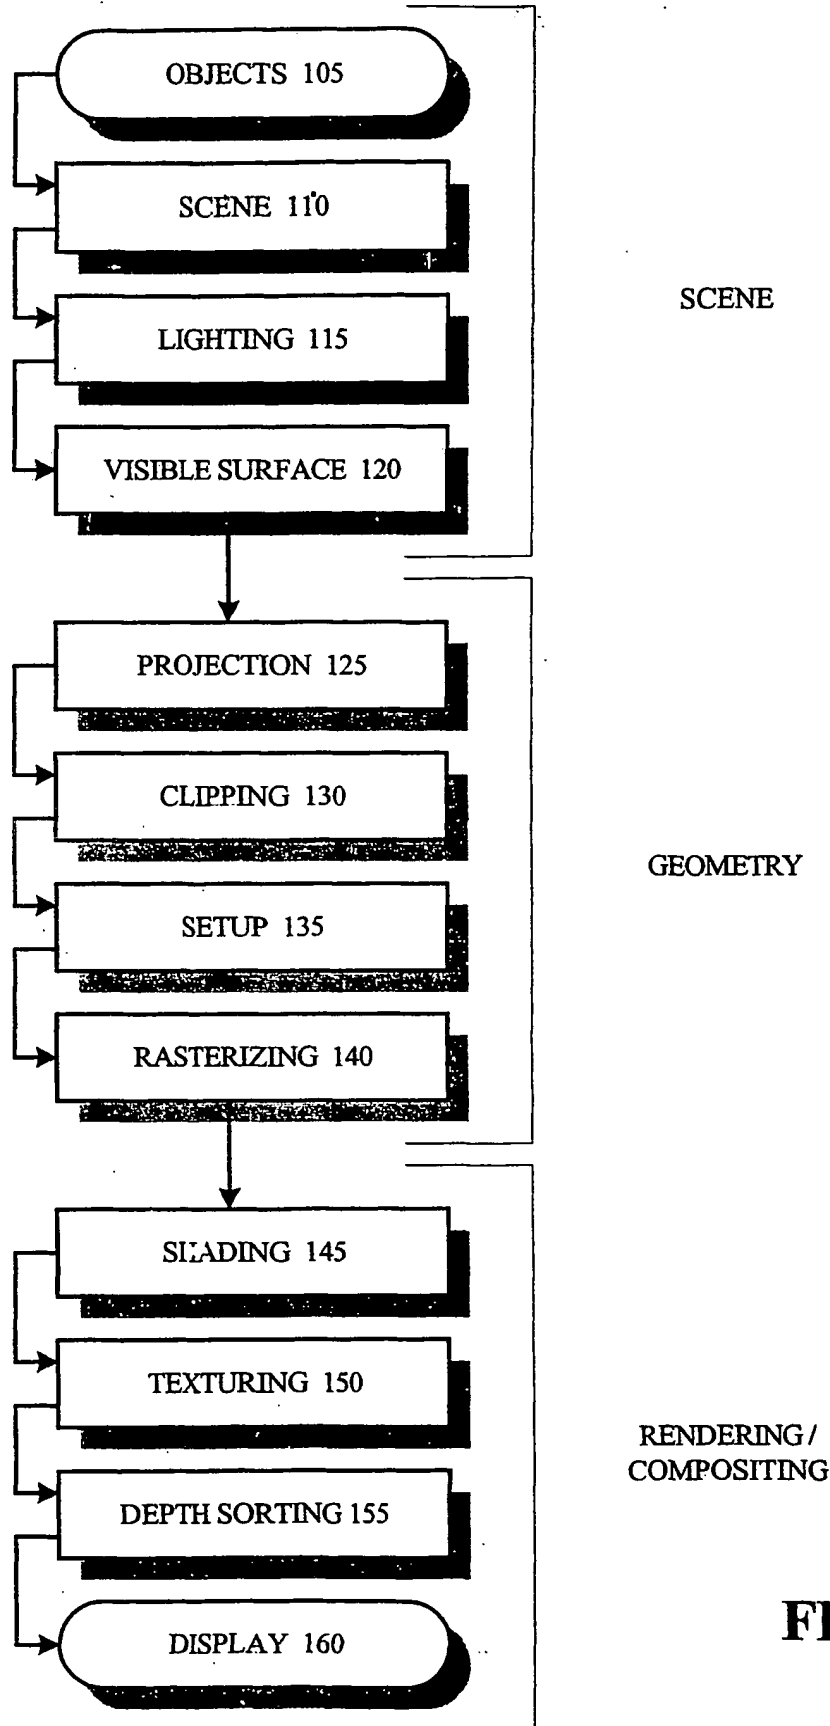 OBJECTS 105
SCENE 110
LIGHTING 115
VISIBLE SURFACE 120
SCENE
PROJECTION 125
CLIPPING 130
SETUP 135
RASTERIZING 140
GEOMETRY
SHADING 145
TEXTURING 150
DEPTH SORTING 155
DISPLAY 160
RENDERING /
COMPOSITING